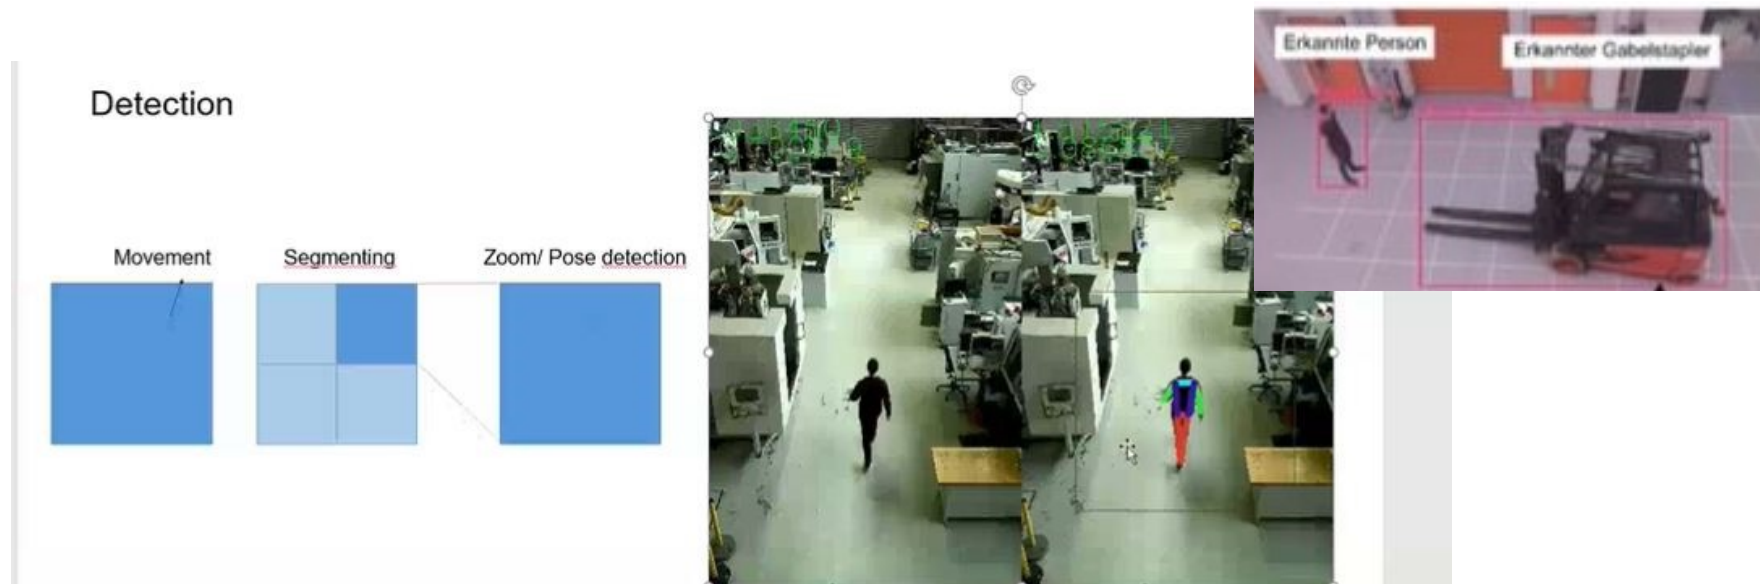 Detection
Movement
Segmenting
Zoom/ Pose detection
Erkannte Person
Erkannter Gabelstapler